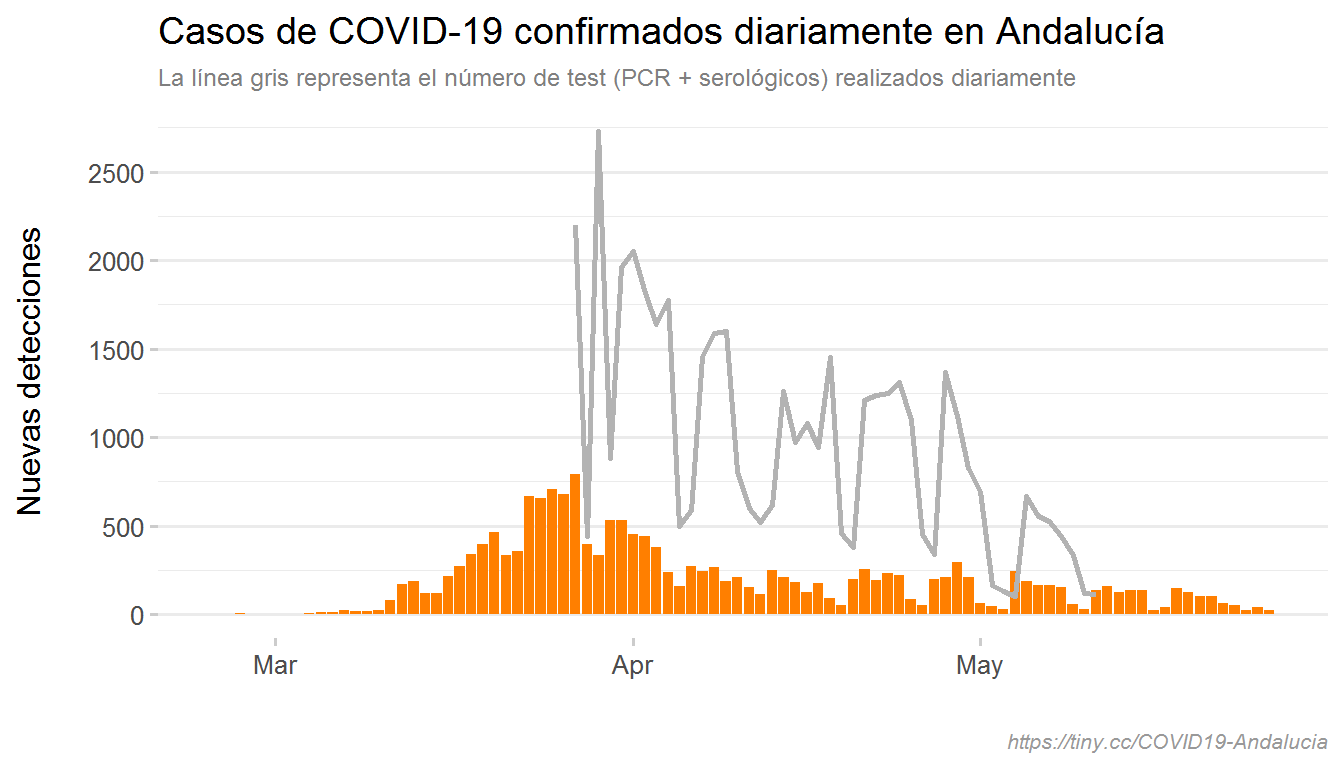 Casos de COVID-19 confirmados diariamente en Andalucía
La línea gris representa el número de test (PCR + serológicos) realizados diariamente
Nuevas detecciones
2500
2000
1500
1000
500
0
Mar Apr May
https://tiny.cc/COVID19-Andalucia